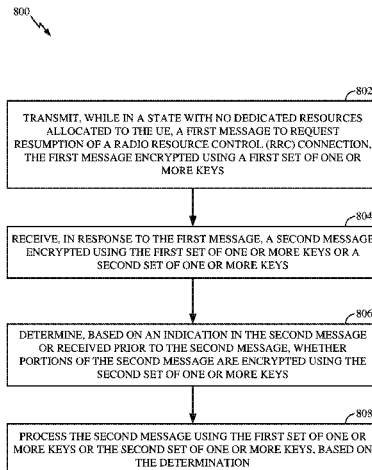 800
802
TRANSMIT, WHILE IN A STATE WITH NO DEDICATED RESOURCES
ALLOCATED TO THE UE, A FIRST MESSAGE TO REQUEST
RESUMPTION OF A RADIO RESOURCE CONTROL (RRC) CONNECTION,
THE FIRST MESSAGE ENCRYPTED USING A FIRST SET OF ONE OR
MORE KEYS
804
RECEIVE, IN RESPONSE TO THE FIRST MESSAGE, A SECOND MESSAGE
ENCRYPTED USING THE FIRST SET OF ONE OR MORE KEYS OR A
SECOND SET OF ONE OR MORE KEYS
806
DETERMINE, BASED ON AN INDICATION IN THE SECOND MESSAGE
OR RECEIVED PRIOR TO THE SECOND MESSAGE, WHETHER
PORTIONS OF THE SECOND MESSAGE ARE ENCRYPTED USING THE
SECOND SET OF ONE OR MORE KEYS
808
PROCESS THE SECOND MESSAGE USING THE FIRST SET OF ONE OR
MORE KEYS OR THE SECOND SET OF ONE OR MORE KEYS, BASED ON
THE DETERMINATION